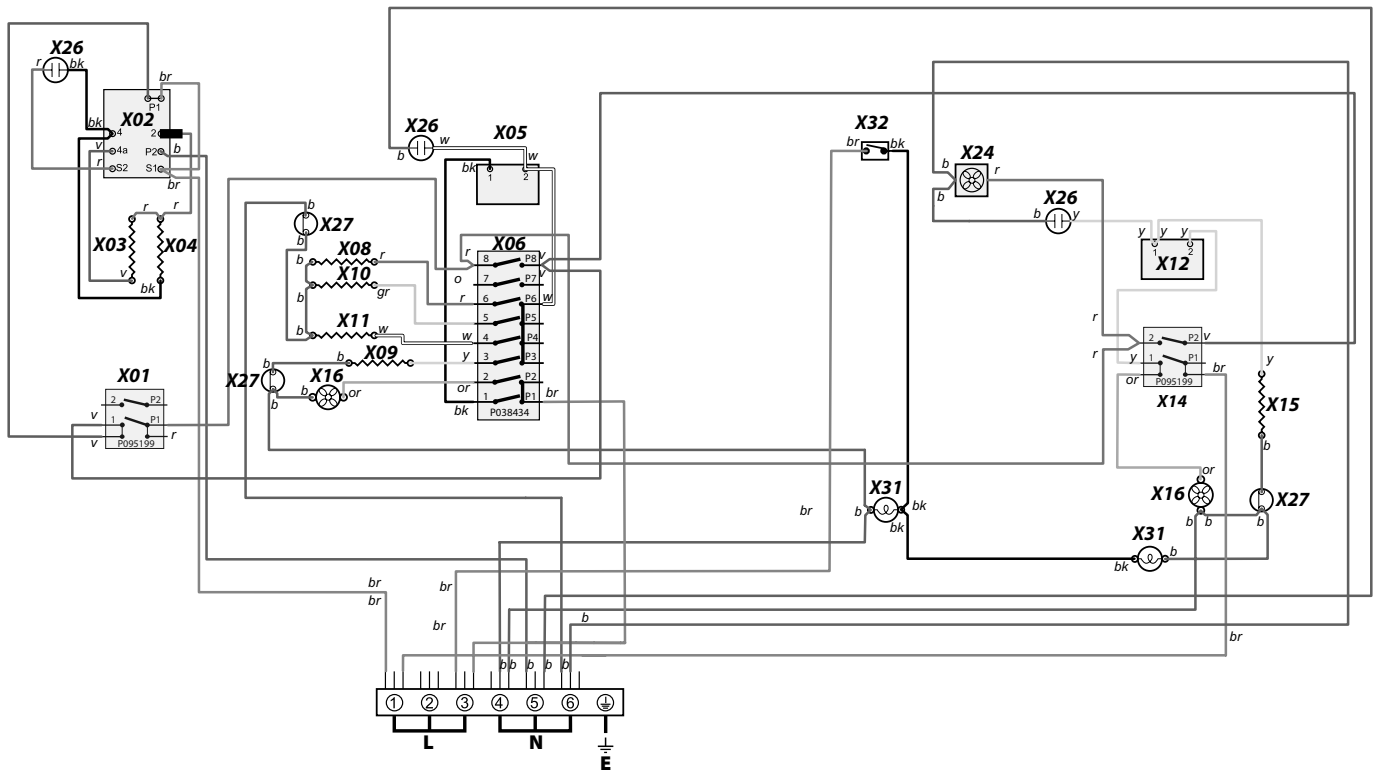 X26
r
bk
br
P1
X02
bk
4
2
v
4a
P2
b
r
S2
S1
br
r
r
X03
X04
v
bk
X01
2
P2
v
1
P1
v
r
P095199
b
X27
b
b
X08
r
X10
b
gr
X11
w
b
b
X09
y
b
X27
X16
b
or
b
X26
w
b
X05
w
bk
1
2
X06
r
8
P8
v
o
7
P7
v
r
6
P6
w
5
P5
w
4
P4
y
3
P3
or
2
P2
br
bk
1
P1
P038434
X32
br
bk
b
X24
r
b
X26
b
y
y
y
y
1
2
X12
r
r
2
P2
v
y
1
P1
br
or
P095199
X14
y
X15
b
or
X16
X27
b
b
b
X31
br
b
bk
bk
X31
bk
b
br
br
br
br
b
br
b
b
b
b
b
1
2
3
4
5
6
L
N
E